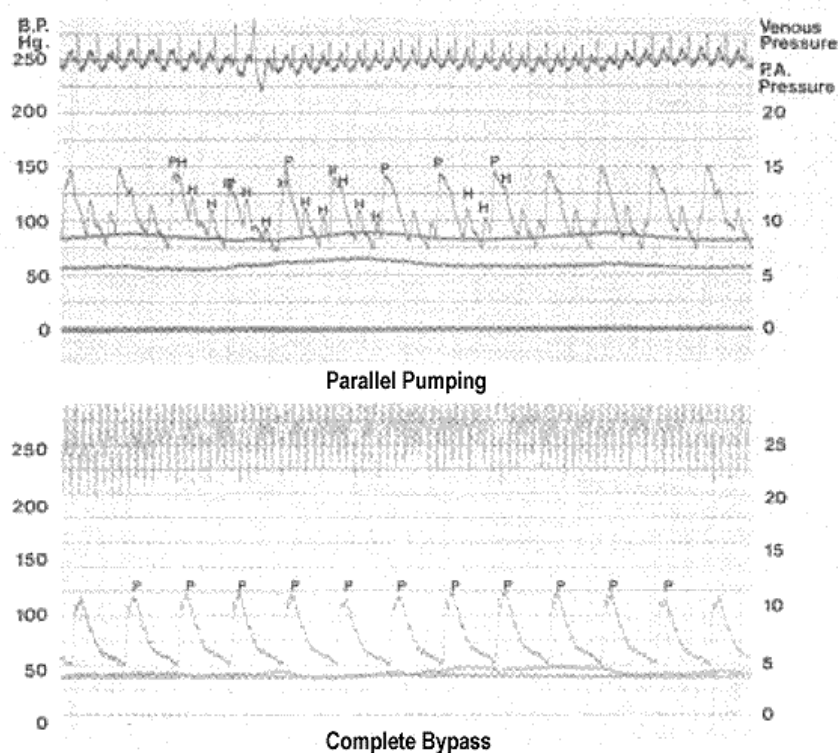 B.P.
Hg.
Venous
Pressure
P.A.
Pressure
250
200 20
150 15
100 10
50 5
0 0
PH H H P H H P H H H H P P P H H H
Parallel Pumping
250 25
200 20
150 15
100 10
50 5
0 0
P P P P P P P P P P P
Complete Bypass